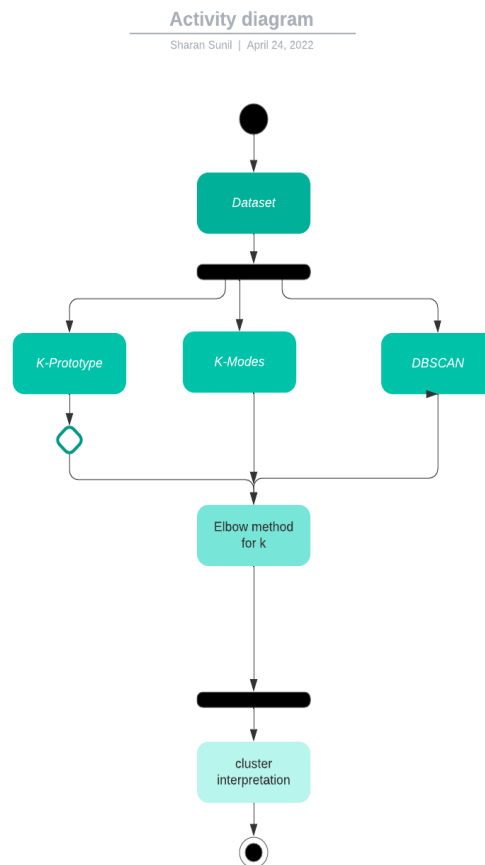 Activity diagram
Sharan Sunil | April 24, 2022
Dataset
K-Prototype
K-Modes
DBSCAN
Elbow method
for k
cluster
interpretation